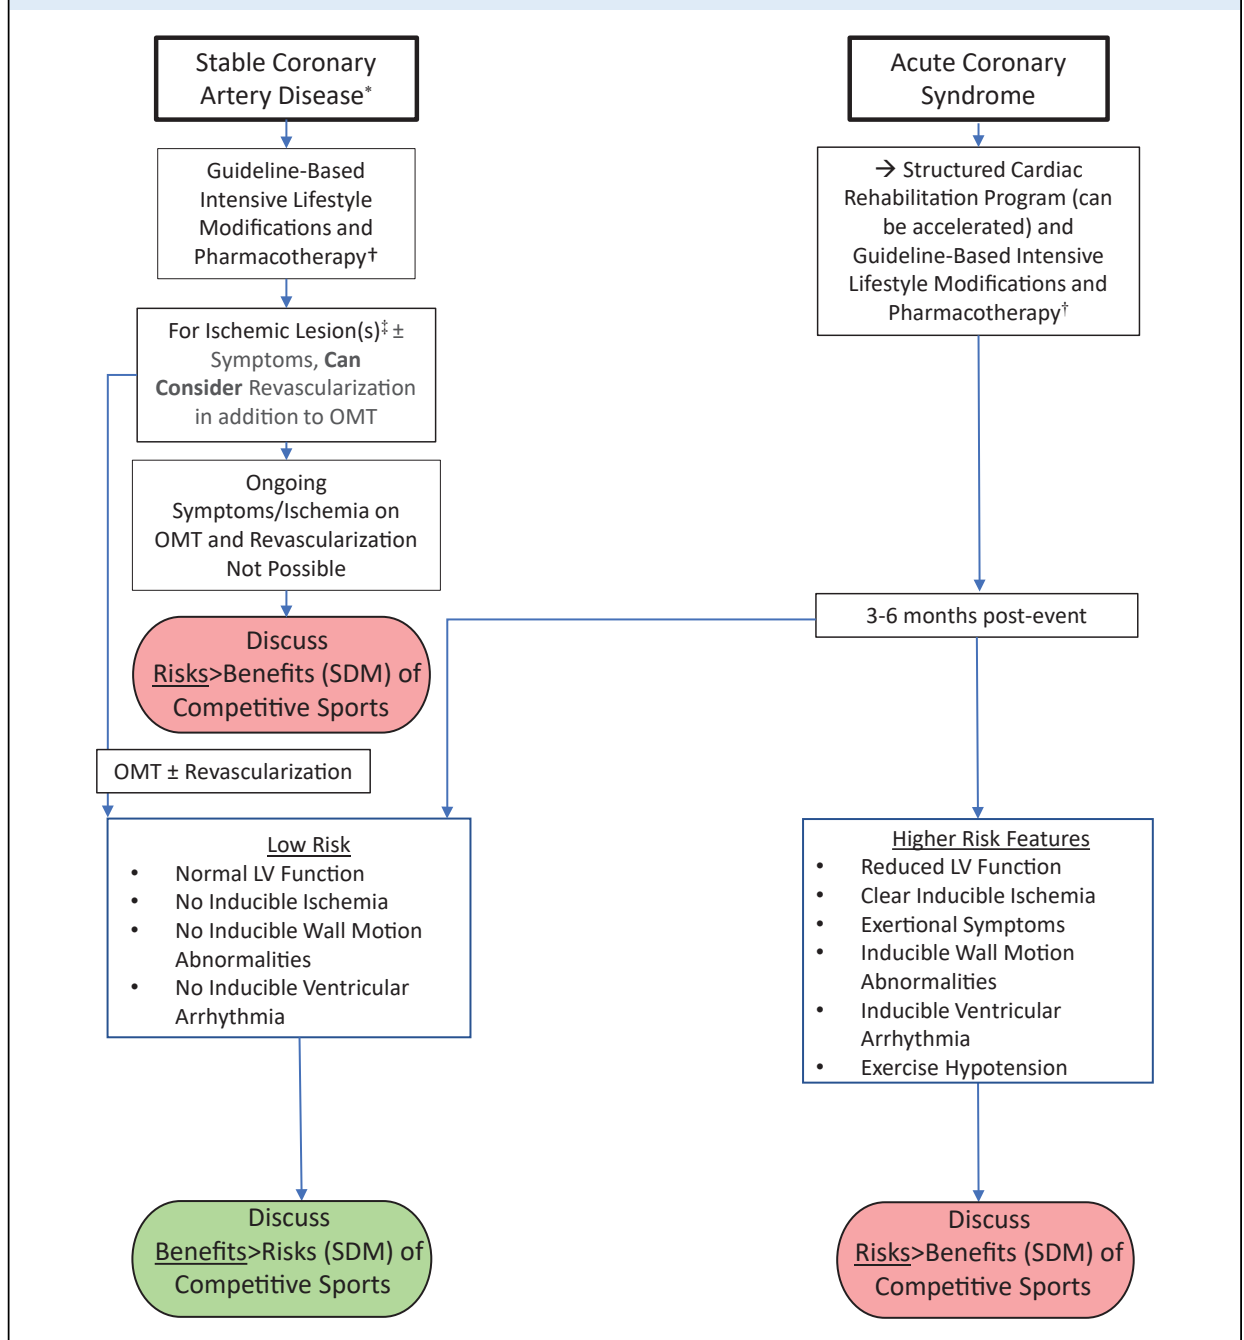 Stable Coronary
Artery Disease*
Guideline-Based
Intensive Lifestyle
Modifications and
Pharmacotherapy†
For Ischemic Lesion(s)‡ ±
Symptoms, Can
Consider Revascularization
in addition to OMT
Ongoing
Symptoms/Ischemia on
OMT and Revascularization
Not Possible
Discuss
Risks>Benefits (SDM) of
Competitive Sports
OMT ± Revascularization
Low Risk
• Normal LV Function
• No Inducible Ischemia
• No Inducible Wall Motion
Abnormalities
• No Inducible Ventricular
Arrhythmia
Discuss
Benefits>Risks (SDM) of
Competitive Sports
Acute Coronary
Syndrome
→ Structured Cardiac
Rehabilitation Program (can
be accelerated) and
Guideline-Based Intensive
Lifestyle Modifications and
Pharmacotherapy†
3-6 months post-event
Higher Risk Features
• Reduced LV Function
• Clear Inducible Ischemia
• Exertional Symptoms
• Inducible Wall Motion
Abnormalities
• Inducible Ventricular
Arrhythmia
• Exercise Hypotension
Discuss
Risks>Benefits (SDM) of
Competitive Sports